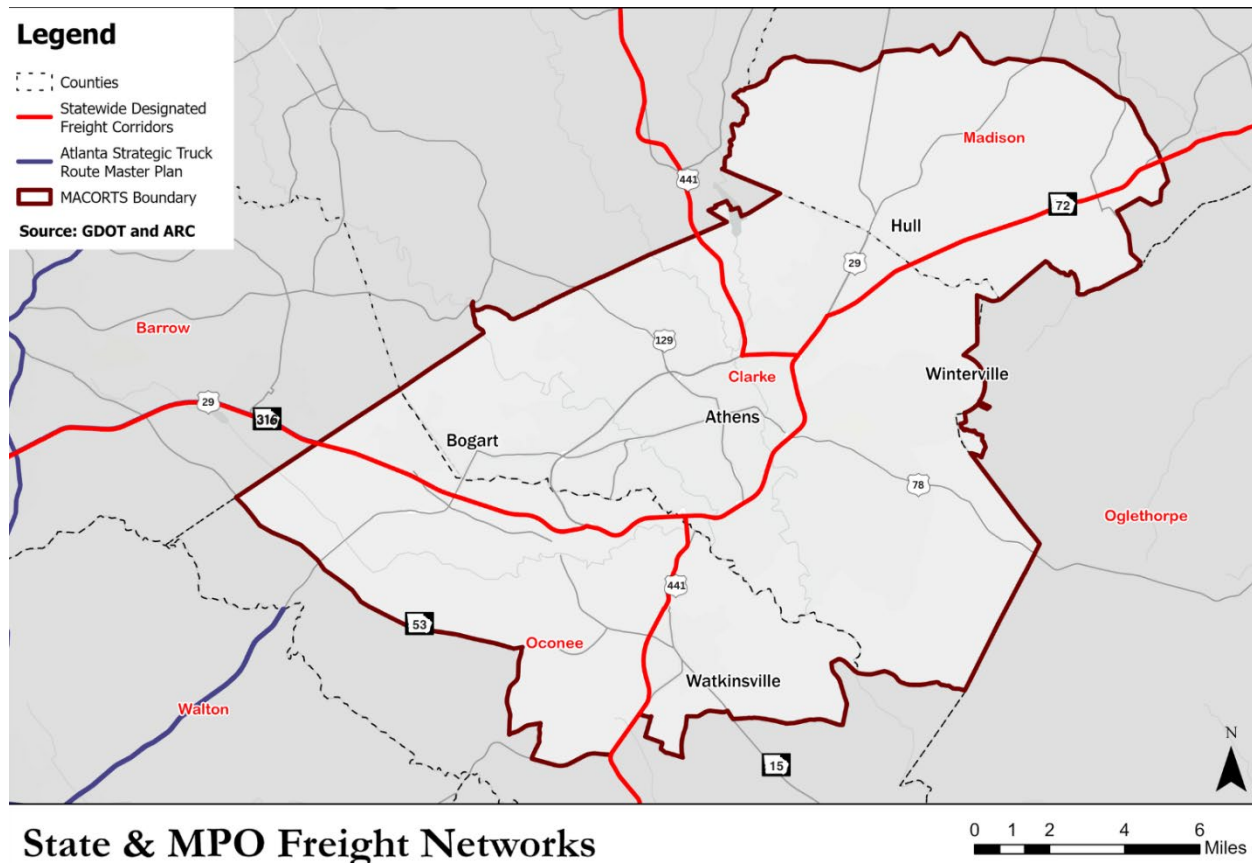 Legend
Counties
Statewide Designated
Freight Corridors
Atlanta Strategic Truck
Route Master Plan
MACORTS Boundary
Source: GDOT and ARC
Madison
441
72
Hull
29
Barrow
129
Clarke
Winterville
29
316
Athens
Bogart
78
Oglethorpe
441
53
Oconee
Watkinsville
Walton
15
N
State & MPO Freight Networks
0 1 2 4 6
Miles